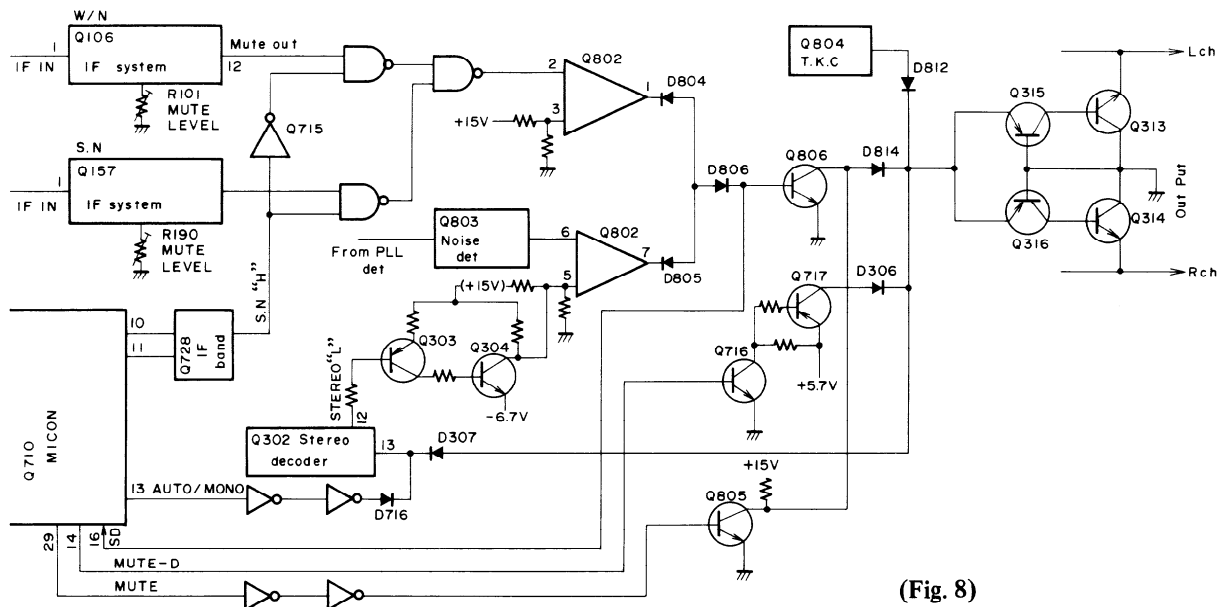 W/N
Q106
1
IF IN
IF system
Mute out
12
R101
MUTE
LEVEL
Q715
S.N
Q157
1
IF IN
IF system
R190
MUTE
LEVEL
S.N "H"
+15V
2
3
Q802
1
D804
D806
Q803
Noise
det
From PLL
det
6
5
Q802
7
D805
(+15V)
Q303
Q304
-6.7V
STEREO "L"
12
Q302 Stereo
decoder
13
D307
Q710
MICON
10
11
Q728
IF
band
13 AUTO/MONO
D716
29
14
16
SD
MUTE-D
MUTE
Q804
T.K.C
D812
Q806
D814
Q717
D306
Q716
+5.7V
+15V
Q805
Q315
Q313
Q316
Q314
Lch
Rch
Out Put
(Fig. 8)